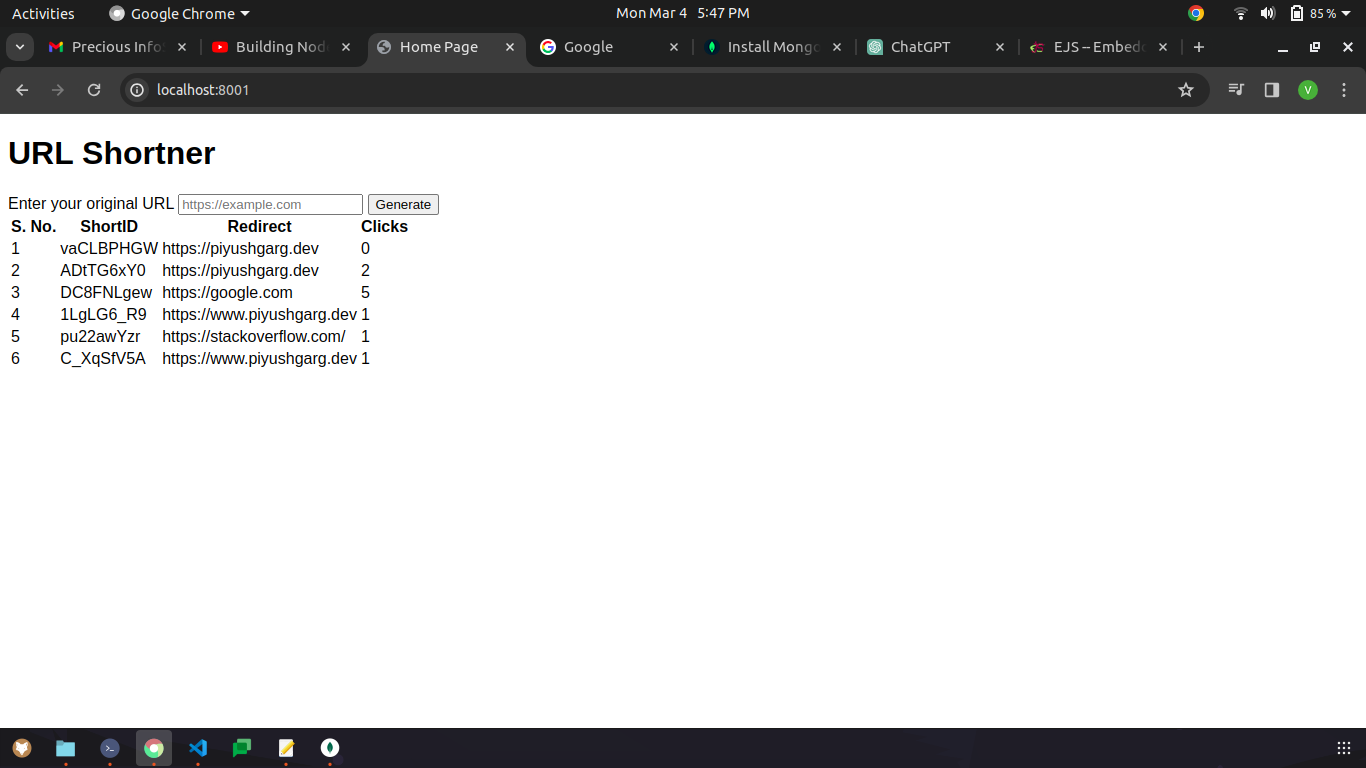 Activities Google Chrome Mon Mar 4 5:47 PM 85 %
Precious Info Building Node Home Page Google Install Mongo ChatGPT EJS -- Embedd
localhost:8001 V
URL Shortner
Enter your original URL https://example.com Generate
S. No. ShortID Redirect Clicks
1 vaCLBPHGW https://piyushgarg.dev 0
2 ADtTG6xY0 https://piyushgarg.dev 2
3 DC8FNLgew https://google.com 5
4 1LgLG6_R9 https://www.piyushgarg.dev 1
5 pu22awYzr https://stackoverflow.com/ 1
6 C_XqSfV5A https://www.piyushgarg.dev 1